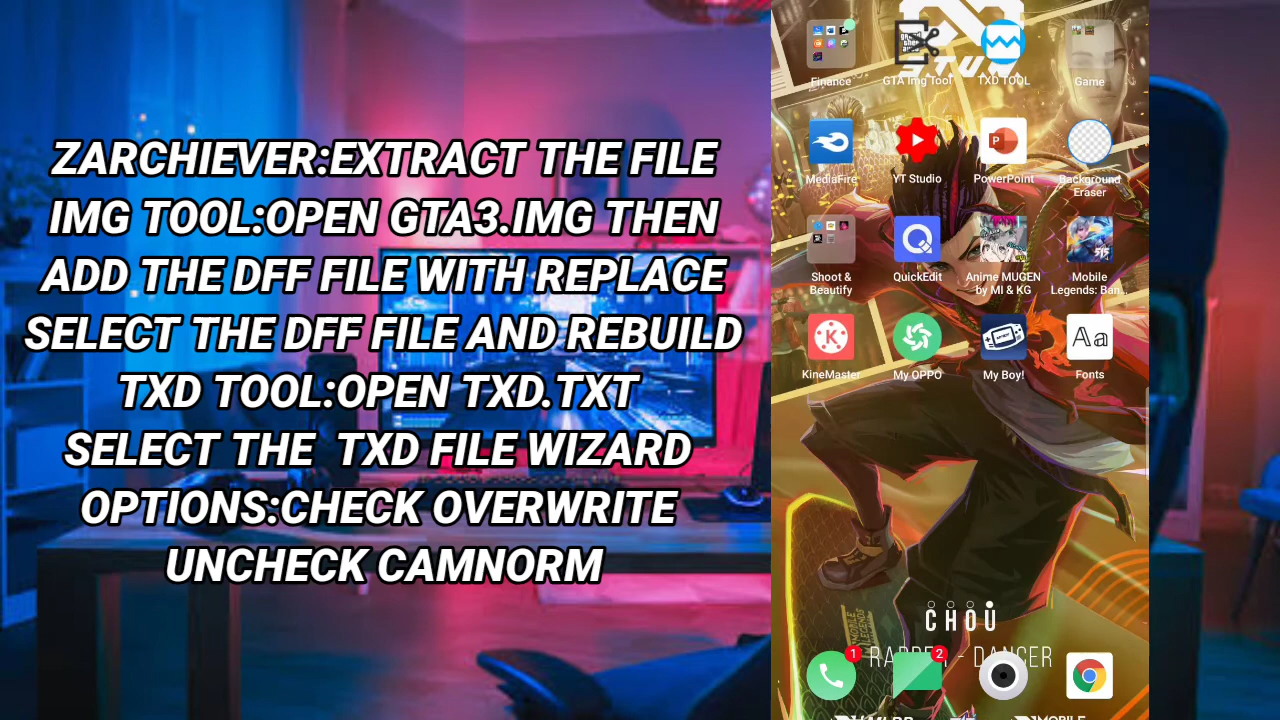 ZARCHIEVER:EXTRACT THE FILE
IMG TOOL:OPEN GTA3.IMG THEN
ADD THE DFF FILE WITH REPLACE
SELECT THE DFF FILE AND REBUILD
TXD TOOL:OPEN TXD.TXT
SELECT THE TXD FILE WIZARD
OPTIONS:CHECK OVERWRITE
UNCHECK CAMNORM
S.T.U.N
Finance
GTA Img Tool
TXD TOOL
Game
MediaFire
YT Studio
PowerPoint
Background
Eraser
Shoot &
Beautify
QuickEdit
Anime MUGEN
by MI & KG
Mobile
Legends: Ban...
KineMaster
My OPPO
My Boy!
Aa
Fonts
CHOU
RAPPER - DANCER
1
2